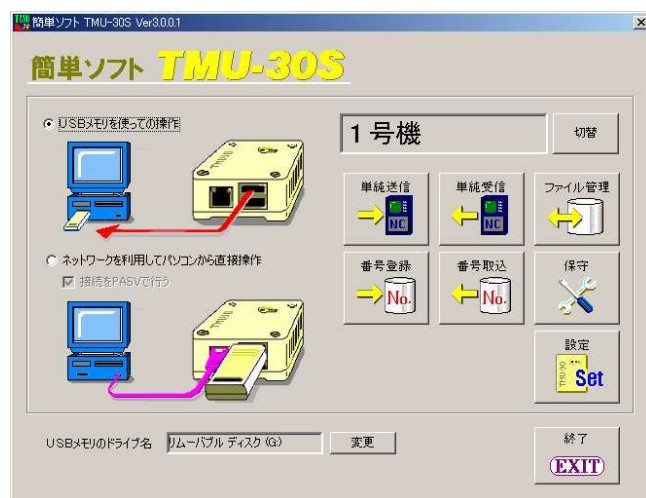 簡単ソフト TMU-30S Ver3.0.0.1
簡単ソフト TMU-30S
USBメモリを使っての操作
1号機
切替
単純送信
単純受信
ファイル管理
NC
NC
ネットワークを利用してパソコンから直接操作
接続をPASVで行う
番号登録
番号取込
保守
No.
No.
設定
TMU-30
Set
USBメモリのドライブ名
リムーバブル ディスク (G:)
変更
終了
EXIT